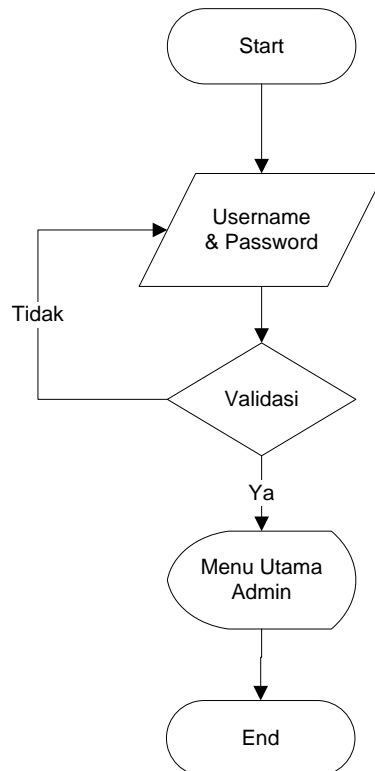 Start
Username
& Password
Tidak
Validasi
Ya
Menu Utama
Admin
End